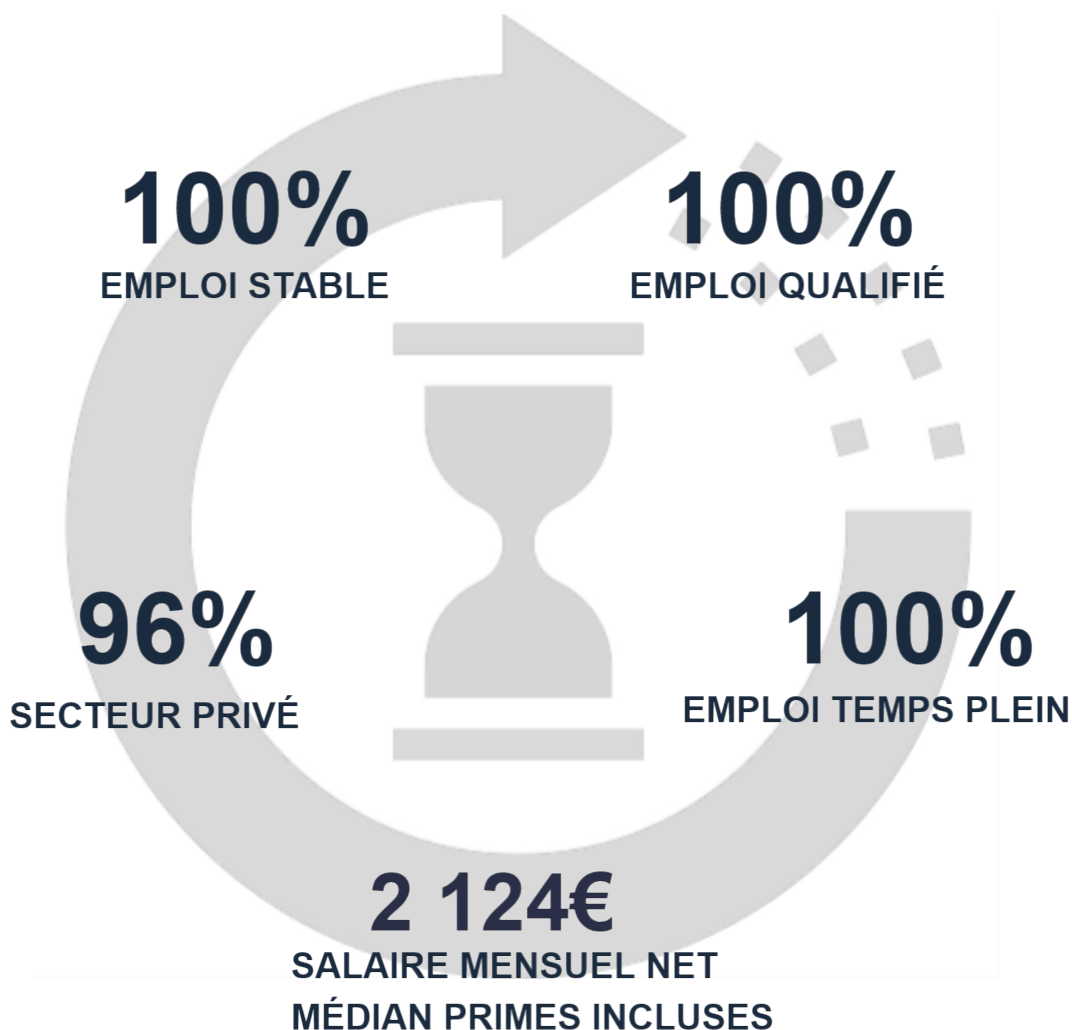 100%
EMPLOI STABLE
100%
EMPLOI QUALIFIÉ
96%
SECTEUR PRIVÉ
100%
EMPLOI TEMPS PLEIN
2 124€
SALAIRE MENSUEL NET
MÉDIAN PRIMES INCLUSES